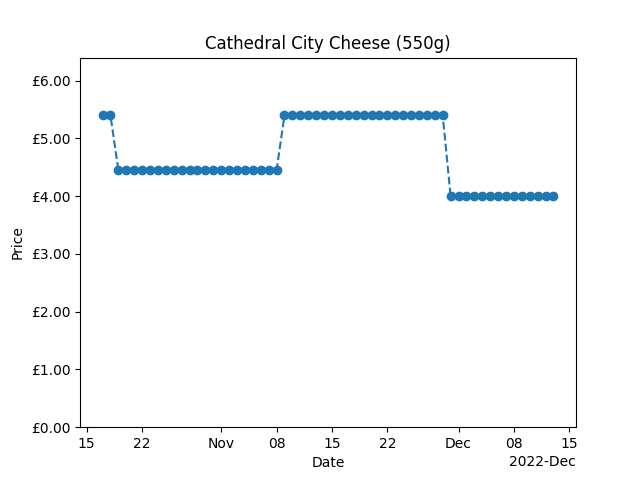 Cathedral City Cheese (550g)
£6.00
£5.00
£4.00
£3.00
£2.00
£1.00
£0.00
Price
15 22 Nov 08 15 22 Dec 08 15
Date
2022-Dec